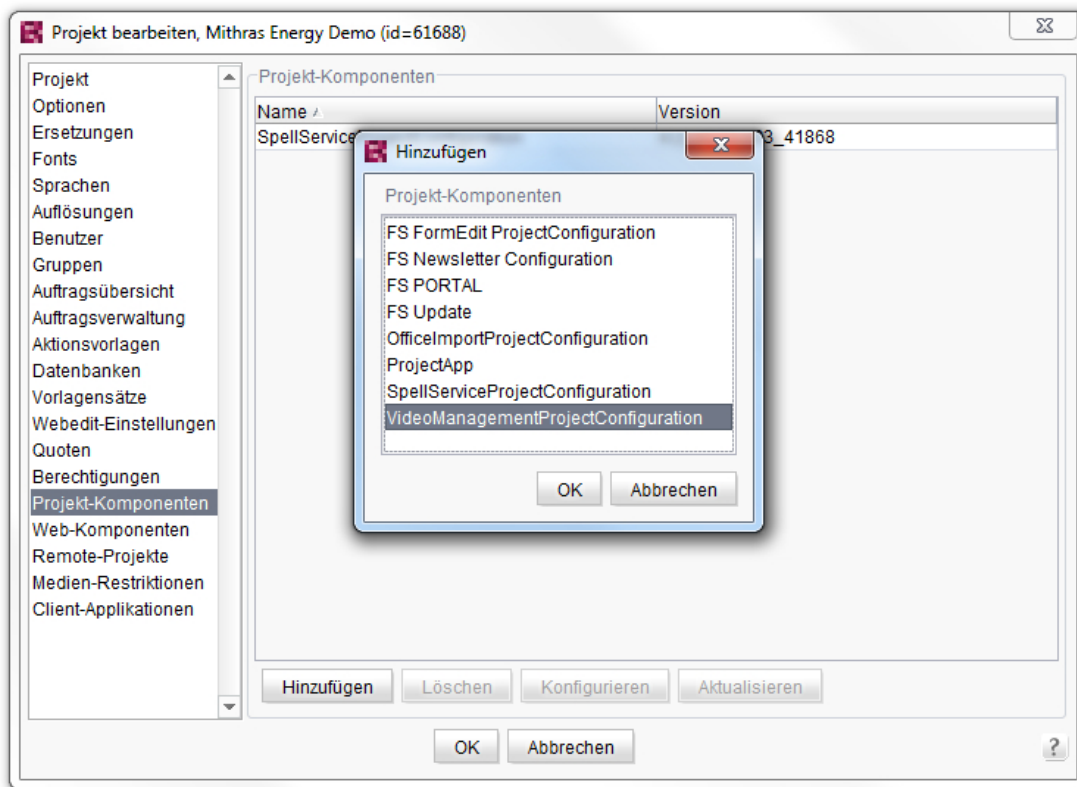 Projekt bearbeiten, Mithras Energy Demo (id=61688)
Projekt
Optionen
Ersetzungen
Fonts
Sprachen
Auflösungen
Benutzer
Gruppen
Auftragsübersicht
Auftragsverwaltung
Aktionsvorlagen
Datenbanken
Vorlagensätze
Webedit-Einstellungen
Quoten
Berechtigungen
Projekt-Komponenten
Web-Komponenten
Remote-Projekte
Medien-Restriktionen
Client-Applikationen
Projekt-Komponenten
Name Version
SpellService 3_41868
Hinzufügen
Projekt-Komponenten
FS FormEdit ProjectConfiguration
FS Newsletter Configuration
FS PORTAL
FS Update
OfficeImportProjectConfiguration
ProjectApp
SpellServiceProjectConfiguration
VideoManagementProjectConfiguration
OK Abbrechen
Hinzufügen Löschen Konfigurieren Aktualisieren
OK Abbrechen ?